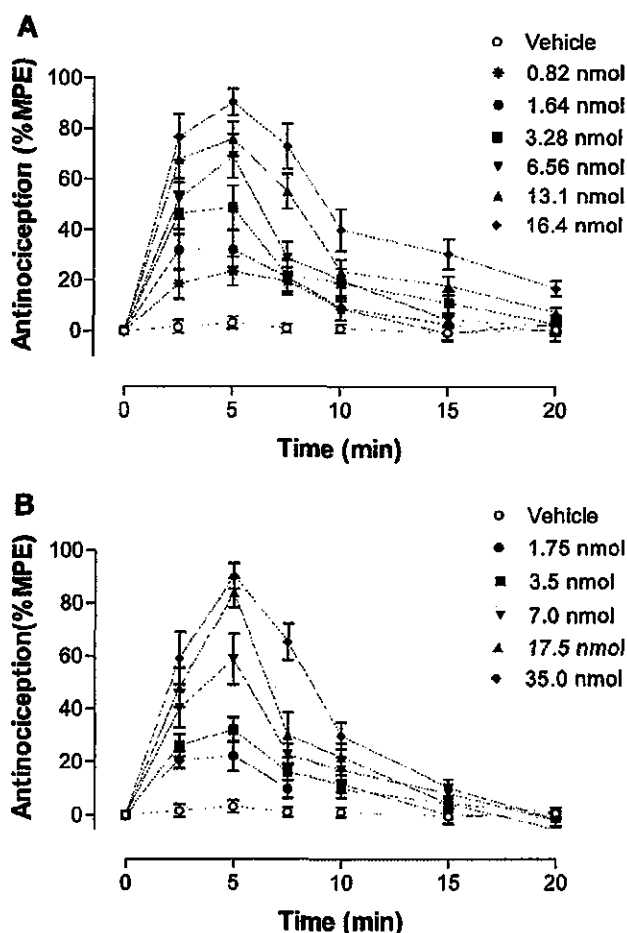 A
Vehicle
0.82 nmol
1.64 nmol
3.28 nmol
6.56 nmol
13.1 nmol
16.4 nmol
Antinociception (%MPE)
100
80
60
40
20
0
0 5 10 15 20
Time (min)
B
Vehicle
1.75 nmol
3.5 nmol
7.0 nmol
17.5 nmol
35.0 nmol
Antinociception(%MPE)
100
80
60
40
20
0
0 5 10 15 20
Time (min)